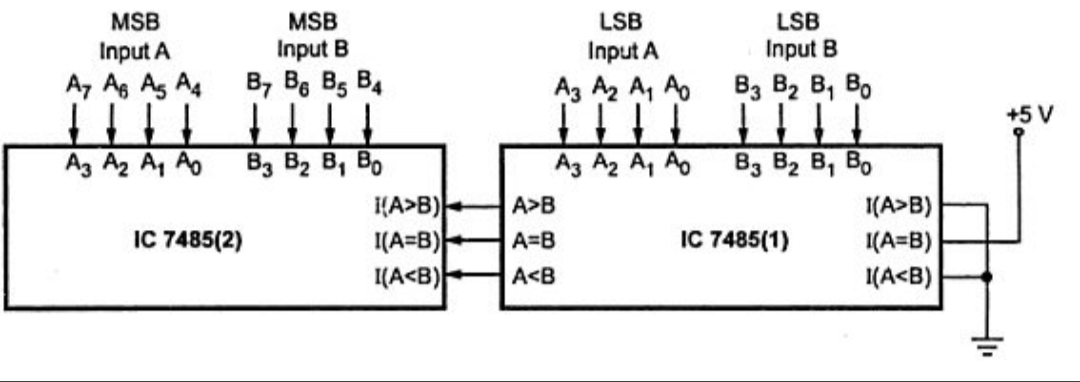 MSB MSB LSB LSB
Input A Input B Input A Input B
A7 A6 A5 A4 B7 B6 B5 B4 A3 A2 A1 A0 B3 B2 B1 B0
+5 V
A3 A2 A1 A0 B3 B2 B1 B0 A3 A2 A1 A0 B3 B2 B1 B0
I(A>B) A>B I(A>B)
IC 7485(2) I(A=B) A=B IC 7485(1) I(A=B)
I(A<B) A<B I(A<B)